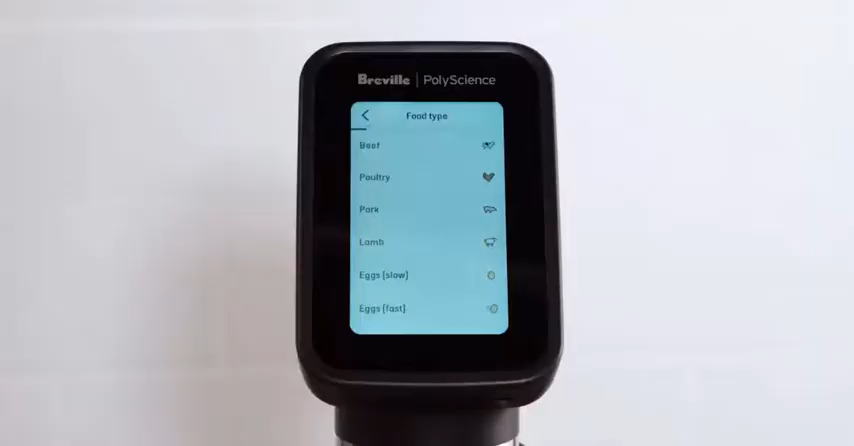 Breville | PolyScience
Food type
Beef
Poultry
Pork
Lamb
Eggs (slow)
Eggs (fast)